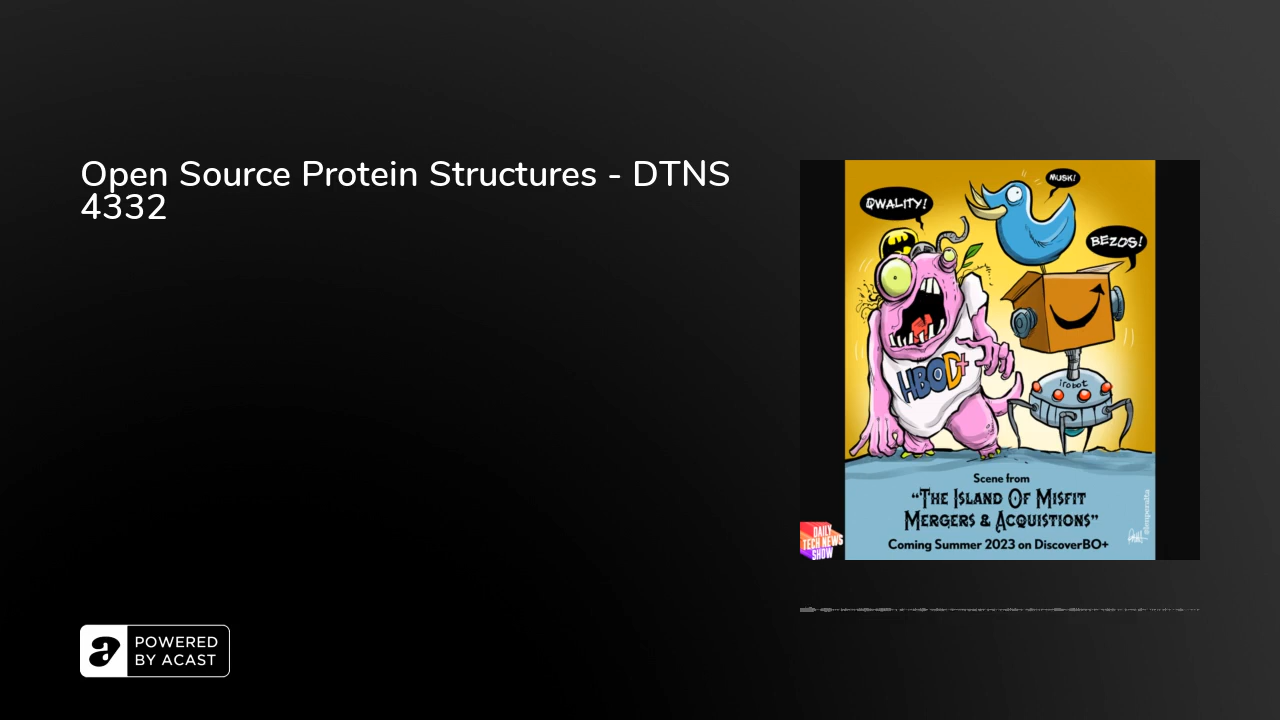 Open Source Protein Structures - DTNS
4332
QWALITY!
MUSK!
BEZOS!
HBOD+
irobot
Scene from
“The Island Of Misfit
Mergers & Acquistions”
Coming Summer 2023 on DiscoverBO+
DAILY
TECH NEWS
SHOW
a
POWERED
BY ACAST